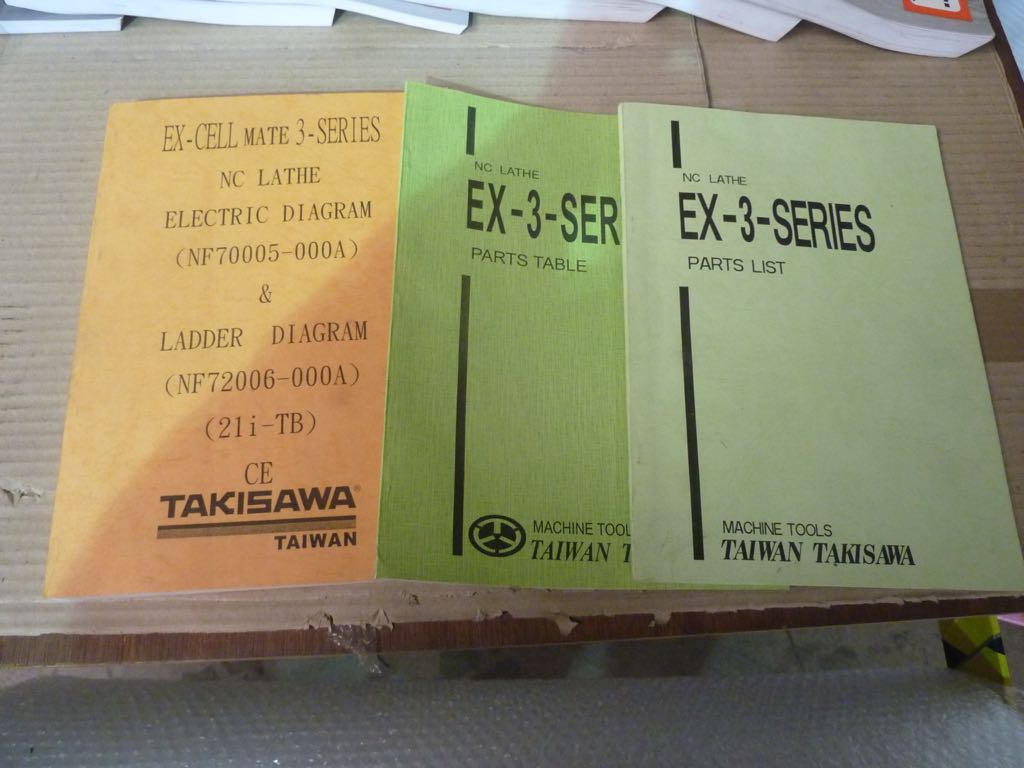 EX-CELL MATE 3-SERIES
NC LATHE
ELECTRIC DIAGRAM
(NF70005-000A)
&
LADDER DIAGRAM
(NF72006-000A)
(21i-TB)
CE
TAKISAWA®
TAIWAN
NC LATHE
EX-3-SER
PARTS TABLE
MACHINE TOOL
TAIWAN T
NC LATHE
EX-3-SERIES
PARTS LIST
MACHINE TOOLS
TAIWAN TAKISAWA